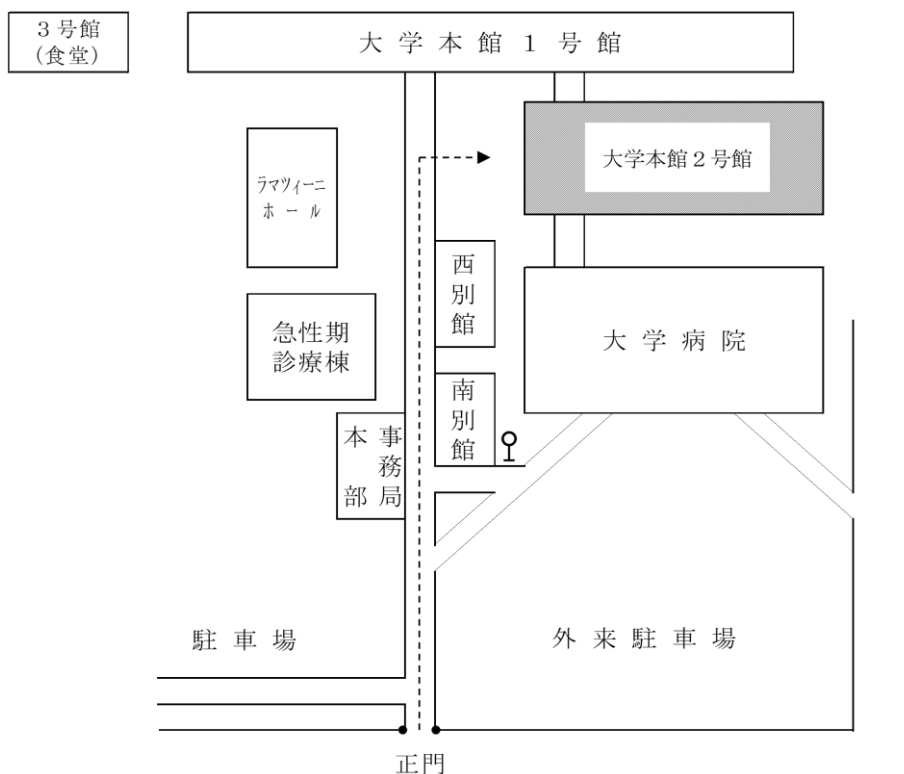 3号館
(食堂)
大学本館1号館
大学本館2号館
ラマツィーニ
ホール
西別館
急性期
診療棟
大学病院
南別館
本部
事務局
駐車場
外来駐車場
正門